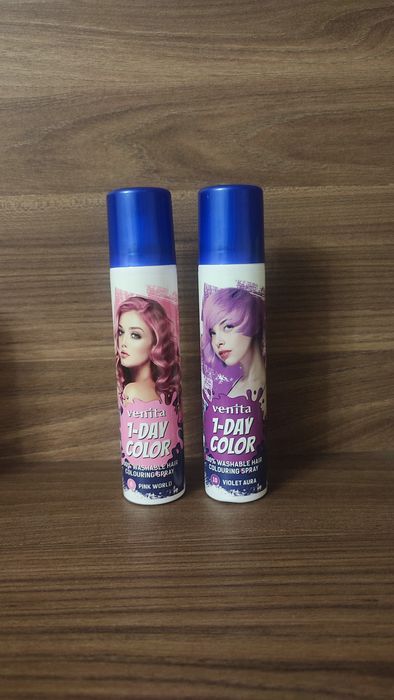 venita
1-DAY
COLOR
100% WASHABLE HAIR
COLOURING SPRAY
PINK WORLD
venita
1-DAY
COLOR
100% WASHABLE HAIR
COLOURING SPRAY
10 VIOLET AURA